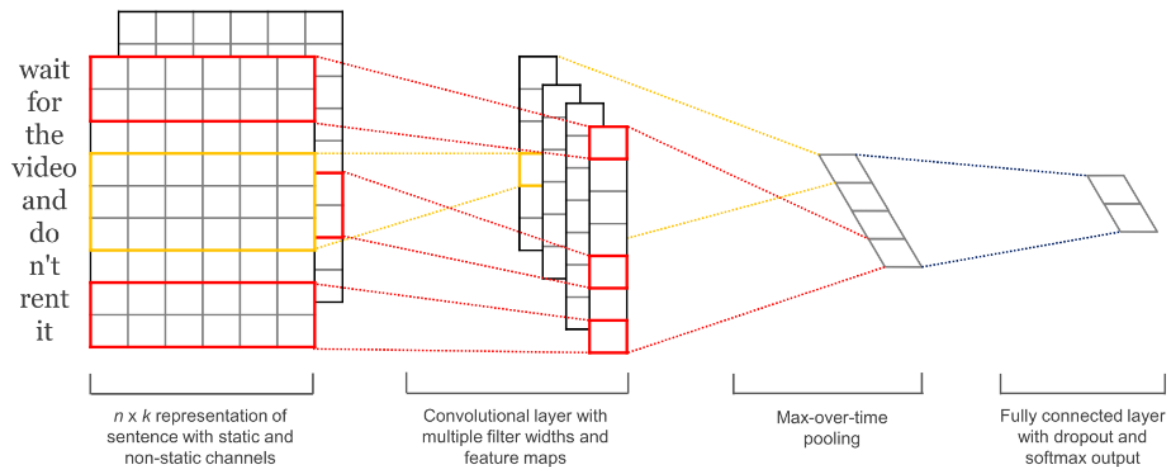 wait
for
the
video
and
do
n't
rent
it
n x k representation of
sentence with static and
non-static channels
Convolutional layer with
multiple filter widths and
feature maps
Max-over-time
pooling
Fully connected layer
with dropout and
softmax output